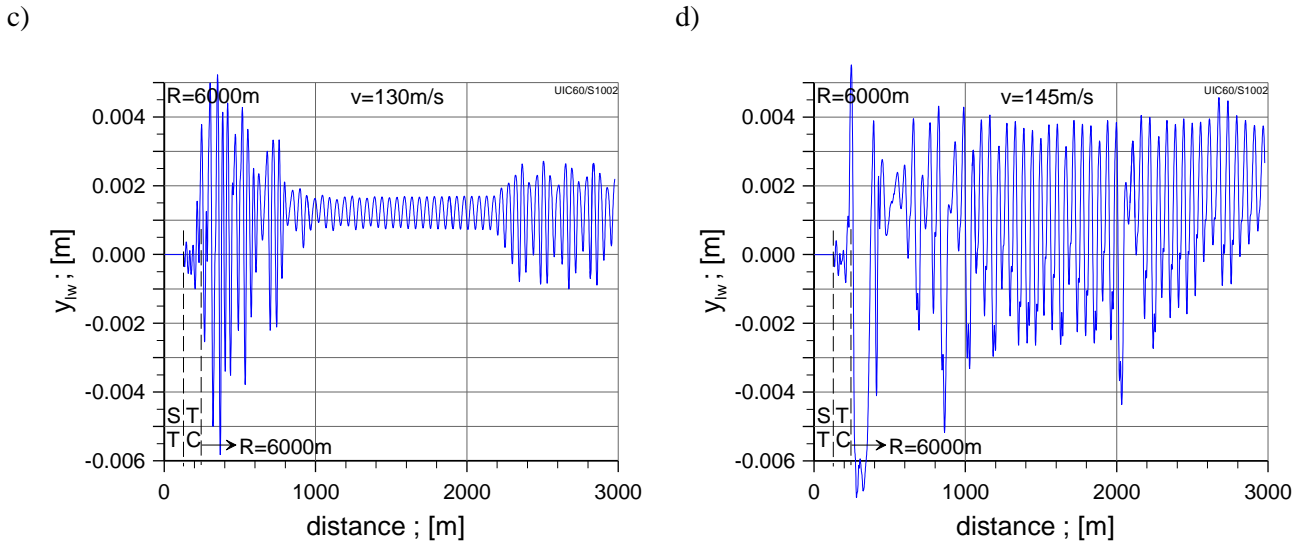 c)
R=6000m v=130m/s UIC60/S1002
0.004
0.002
0.000
-0.002
-0.004
-0.006
y_lw ; [m]
S T
T C
R=6000m
0 1000 2000 3000
distance ; [m]
d)
R=6000m v=145m/s UIC60/S1002
0.004
0.002
0.000
-0.002
-0.004
-0.006
y_lw ; [m]
S T
T C
R=6000m
0 1000 2000 3000
distance ; [m]